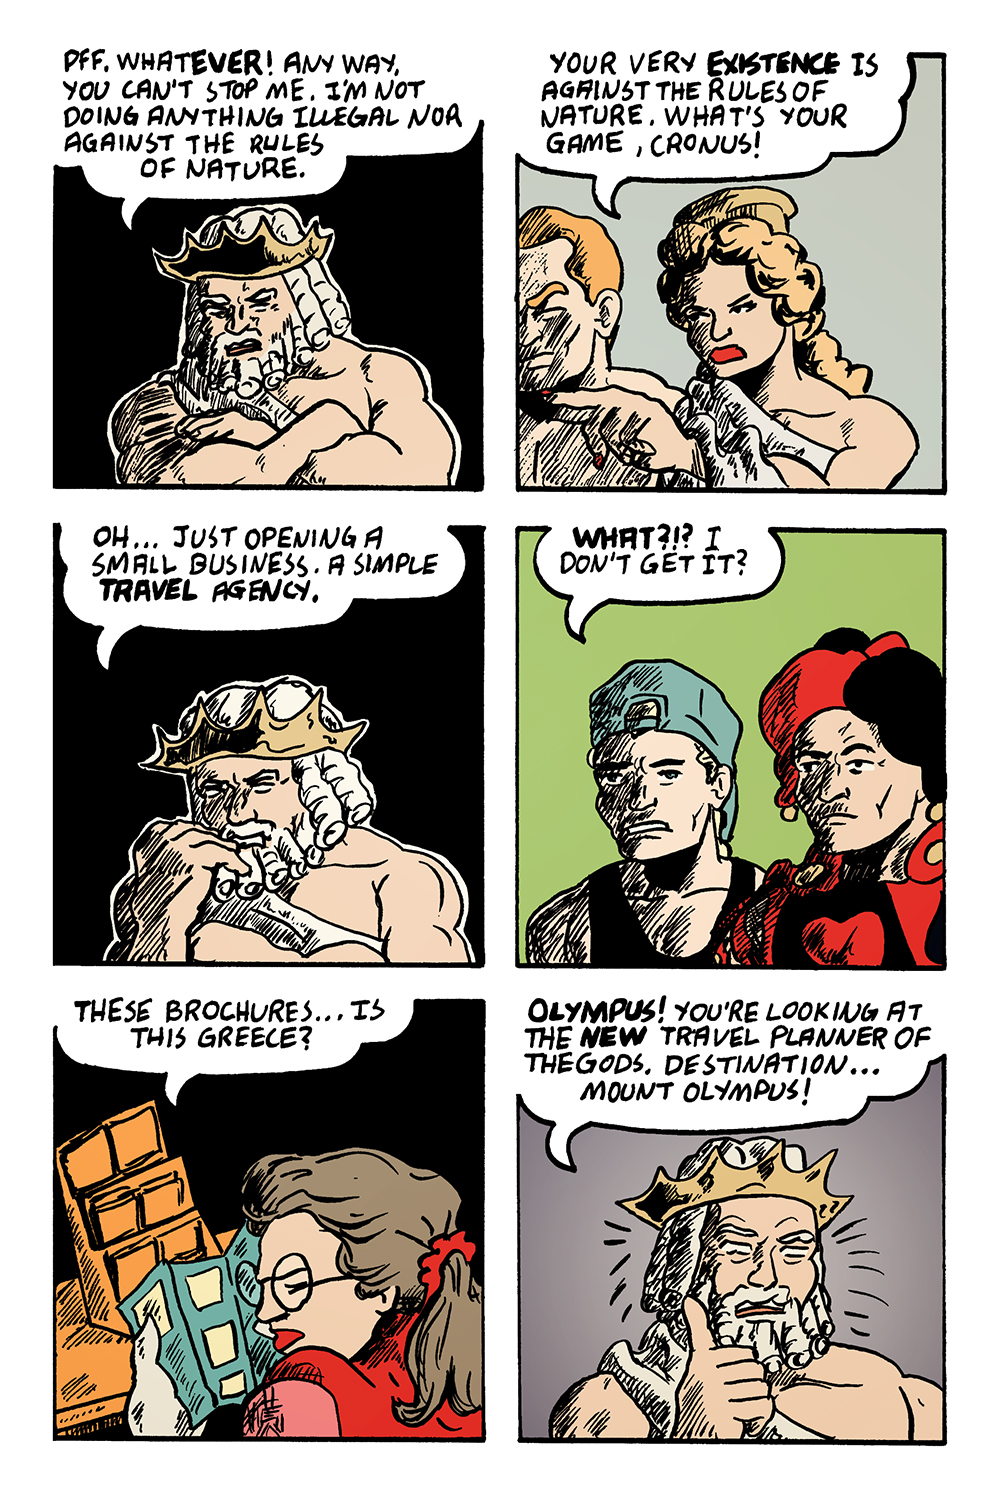 PFF. WHATEVER! ANY WAY,
YOU CAN'T STOP ME. I'M NOT
DOING ANYTHING ILLEGAL NOR
AGAINST THE RULES
OF NATURE.
YOUR VERY EXISTENCE IS
AGAINST THE RULES OF
NATURE. WHAT'S YOUR
GAME, CRONUS!
OH... JUST OPENING A
SMALL BUSINESS. A SIMPLE
TRAVEL AGENCY.
WHAT?!? I
DON'T GET IT?
THESE BROCHURES... IS
THIS GREECE?
OLYMPUS! YOU'RE LOOKING AT
THE NEW TRAVEL PLANNER OF
THE GODS. DESTINATION...
MOUNT OLYMPUS!